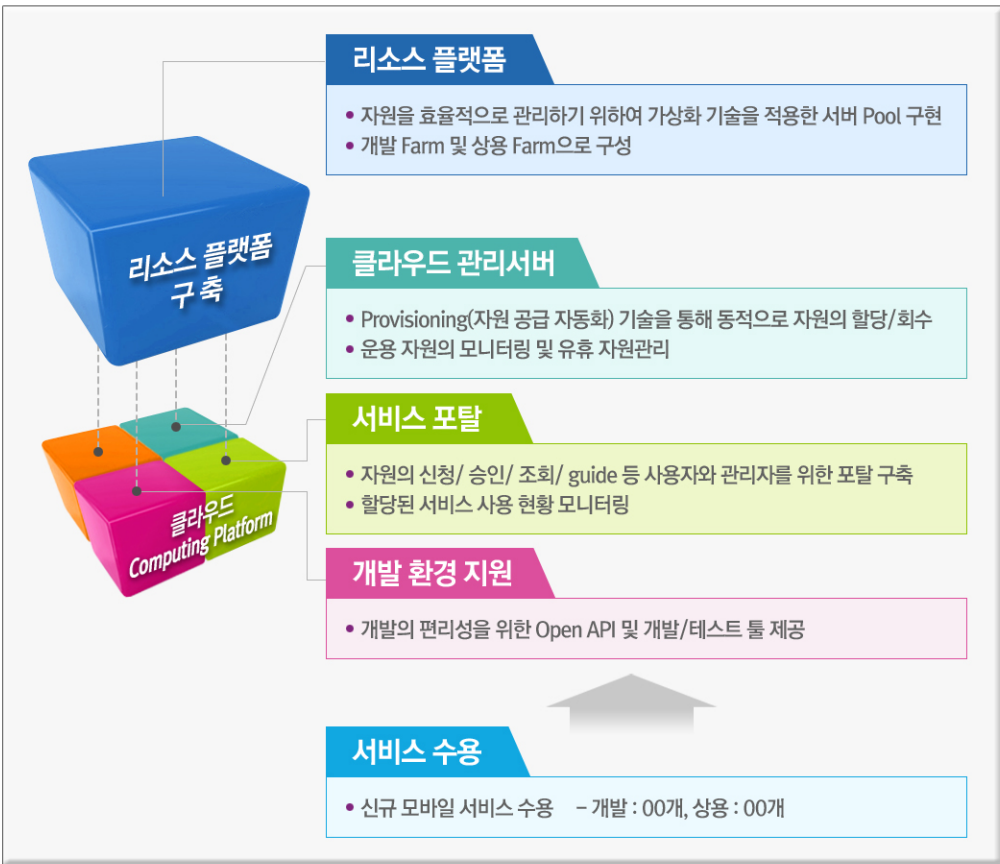 리소스 플랫폼
• 자원을 효율적으로 관리하기 위하여 가상화 기술을 적용한 서버 Pool 구현
• 개발 Farm 및 상용 Farm으로 구성
리소스 플랫폼
구 축
클라우드 관리서버
• Provisioning(자원 공급 자동화) 기술을 통해 동적으로 자원의 할당/회수
• 운용 자원의 모니터링 및 유휴 자원관리
서비스 포탈
• 자원의 신청/ 승인/ 조회/ guide 등 사용자와 관리자를 위한 포탈 구축
• 할당된 서비스 사용 현황 모니터링
클라우드
Computing Platform
개발 환경 지원
• 개발의 편리성을 위한 Open API 및 개발/테스트 툴 제공
서비스 수용
• 신규 모바일 서비스 수용 – 개발 : 00개, 상용 : 00개